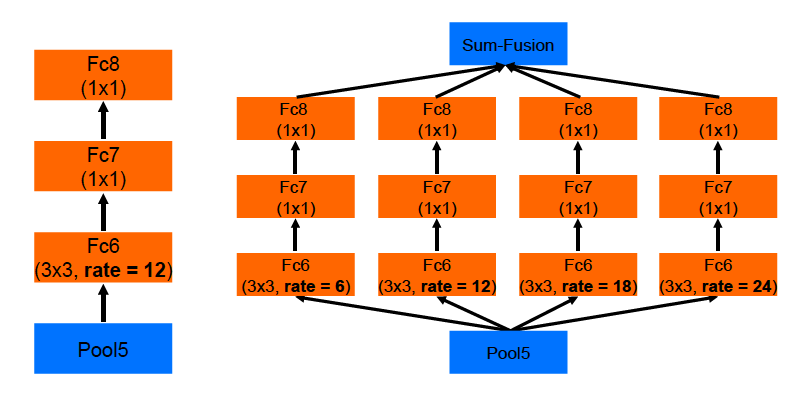 Fc8
(1x1)
Fc7
(1x1)
Fc6
(3x3, rate = 12)
Pool5
Sum-Fusion
Fc8
(1x1)
Fc8
(1x1)
Fc8
(1x1)
Fc8
(1x1)
Fc7
(1x1)
Fc7
(1x1)
Fc7
(1x1)
Fc7
(1x1)
Fc6
(3x3, rate = 6)
Fc6
(3x3, rate = 12)
Fc6
(3x3, rate = 18)
Fc6
(3x3, rate = 24)
Pool5